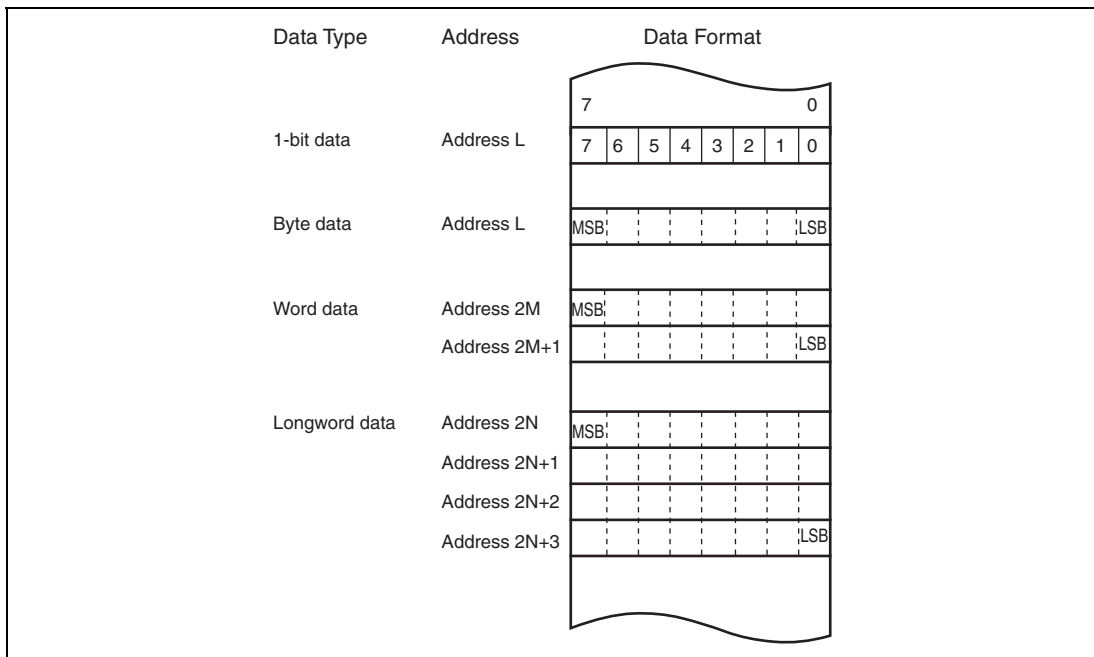 Data Type Address Data Format
7 0
1-bit data Address L 7 6 5 4 3 2 1 0
Byte data Address L MSB LSB
Word data Address 2M MSB
Address 2M+1 LSB
Longword data Address 2N MSB
Address 2N+1
Address 2N+2
Address 2N+3 LSB